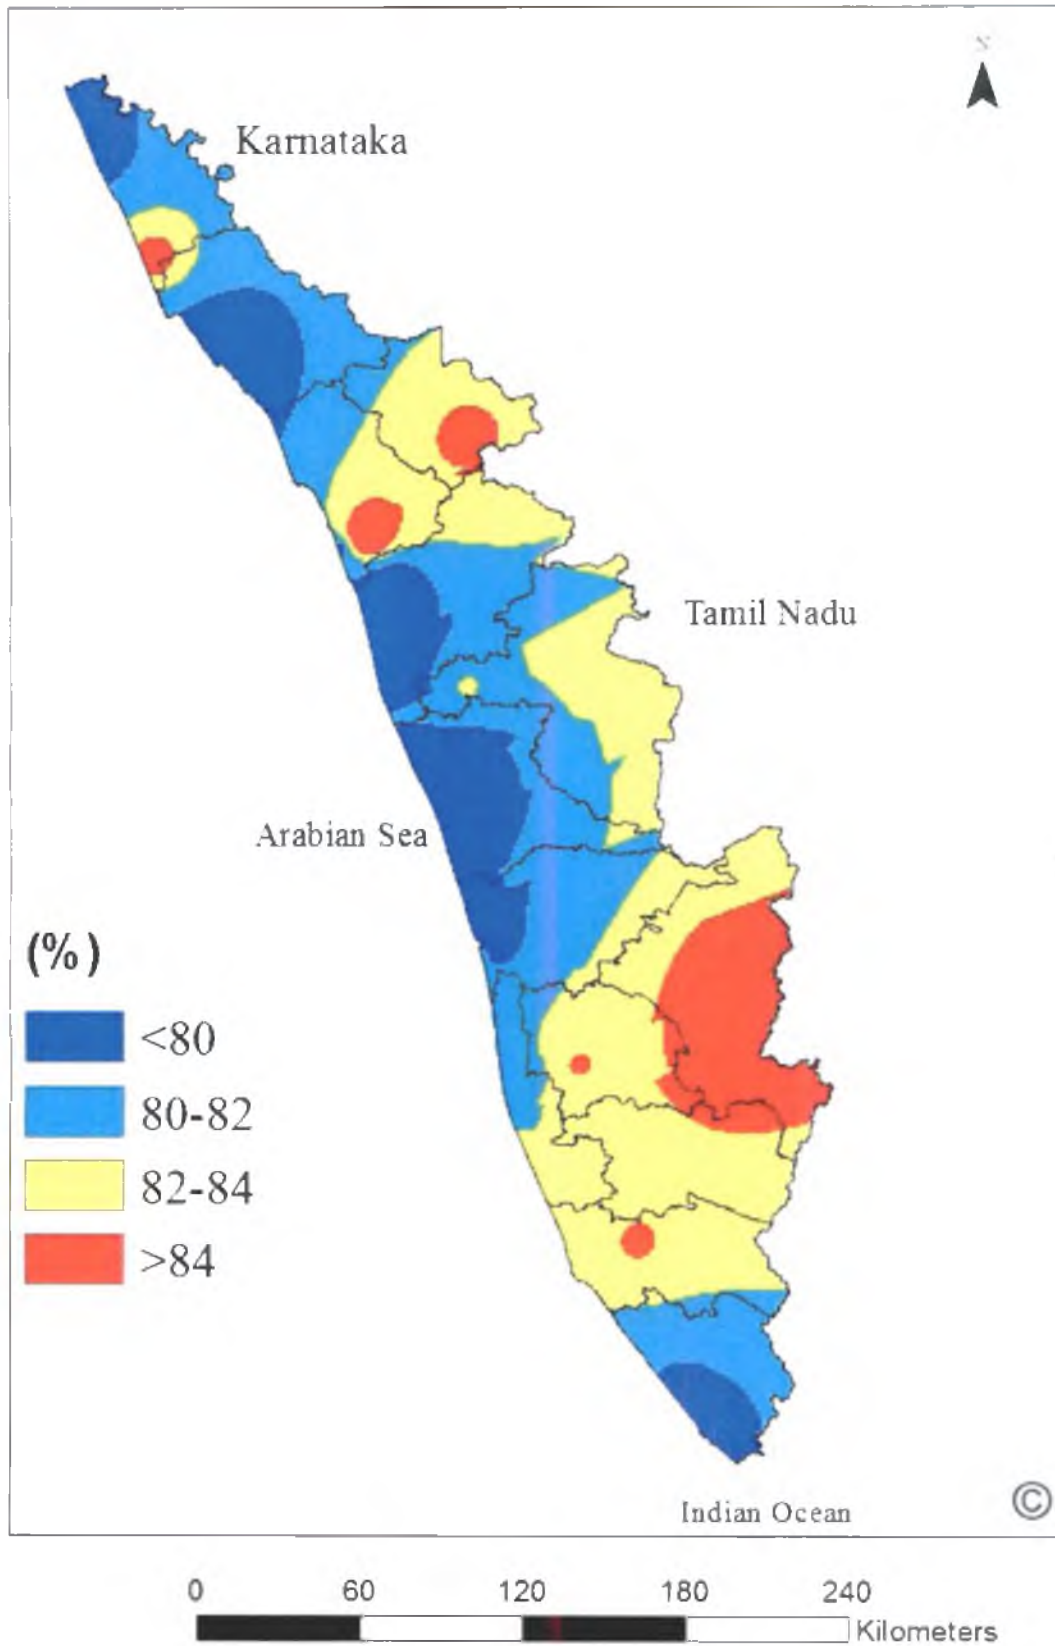 N
Karnataka
Tamil Nadu
Arabian Sea
(%)
<80
80-82
82-84
>84
Indian Ocean
©
0 60 120 180 240
Kilometers